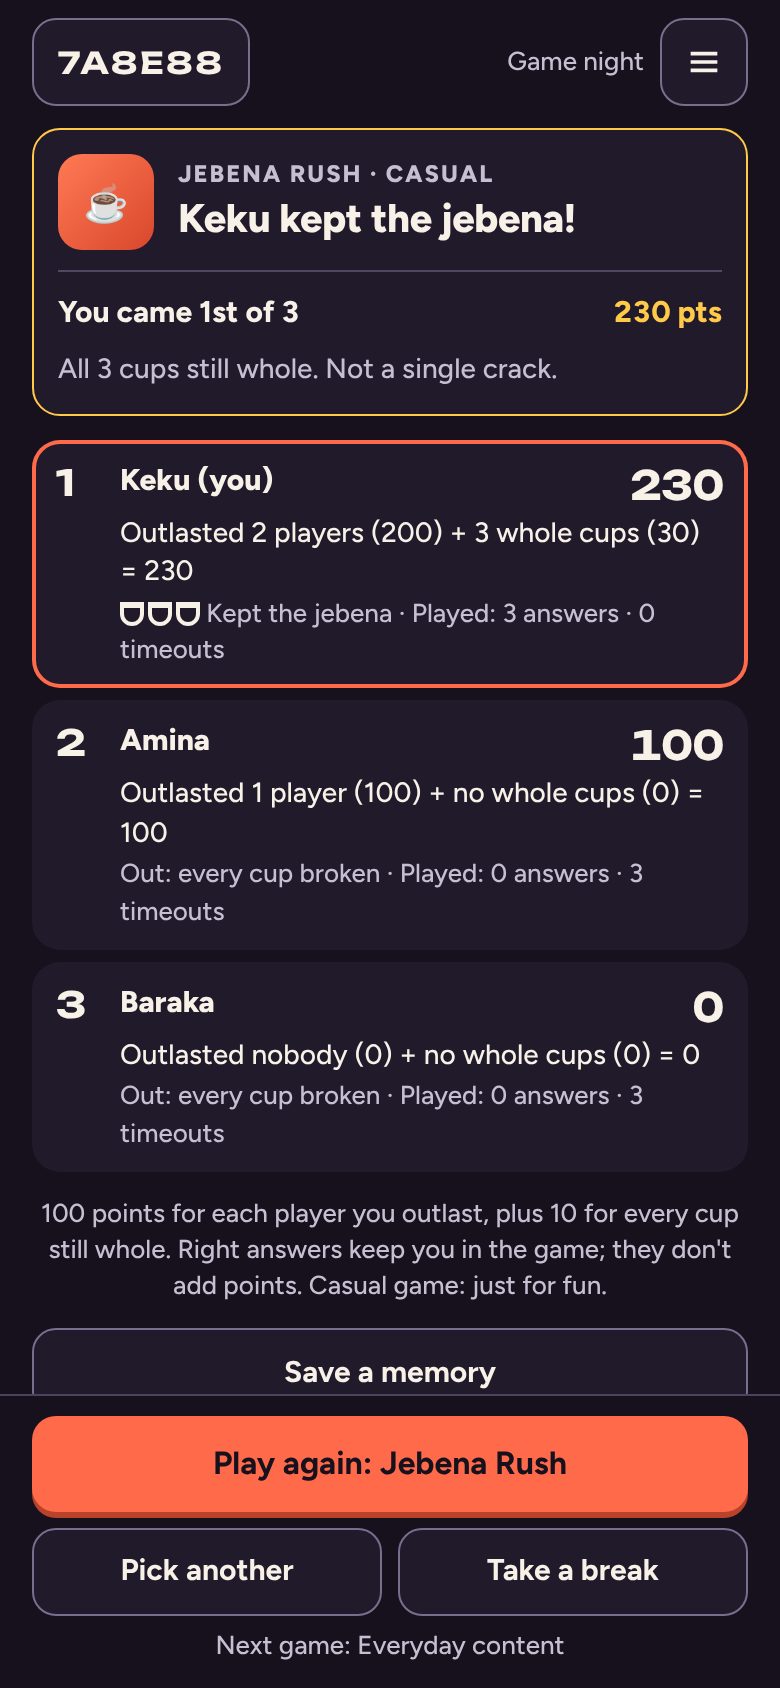 7A8E88
Game night
JEBENA RUSH · CASUAL
Keku kept the jebena!
You came 1st of 3
230 pts
All 3 cups still whole. Not a single crack.
1
Keku (you)
230
Outlasted 2 players (200) + 3 whole cups (30)
= 230
Kept the jebena · Played: 3 answers · 0
timeouts
2
Amina
100
Outlasted 1 player (100) + no whole cups (0) =
100
Out: every cup broken · Played: 0 answers · 3
timeouts
3
Baraka
0
Outlasted nobody (0) + no whole cups (0) = 0
Out: every cup broken · Played: 0 answers · 3
timeouts
100 points for each player you outlast, plus 10 for every cup
still whole. Right answers keep you in the game; they don't
add points. Casual game: just for fun.
Save a memory
Play again: Jebena Rush
Pick another
Take a break
Next game: Everyday content